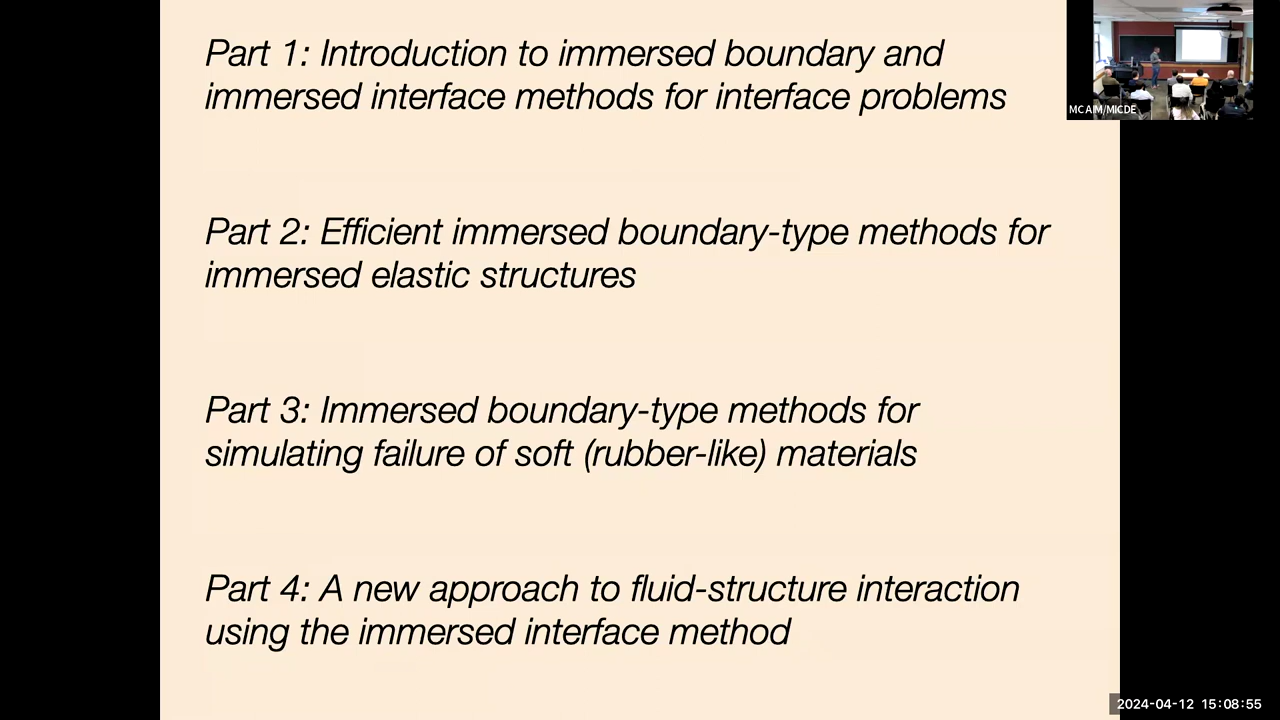 Part 1: Introduction to immersed boundary and
immersed interface methods for interface problems
Part 2: Efficient immersed boundary-type methods for
immersed elastic structures
Part 3: Immersed boundary-type methods for
simulating failure of soft (rubber-like) materials
Part 4: A new approach to fluid-structure interaction
using the immersed interface method
MCAIM/MICDE
2024-04-12 15:08:55